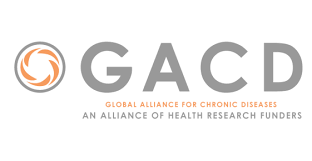 GACD
GLOBAL ALLIANCE FOR CHRONIC DISEASES
AN ALLIANCE OF HEALTH RESEARCH FUNDERS